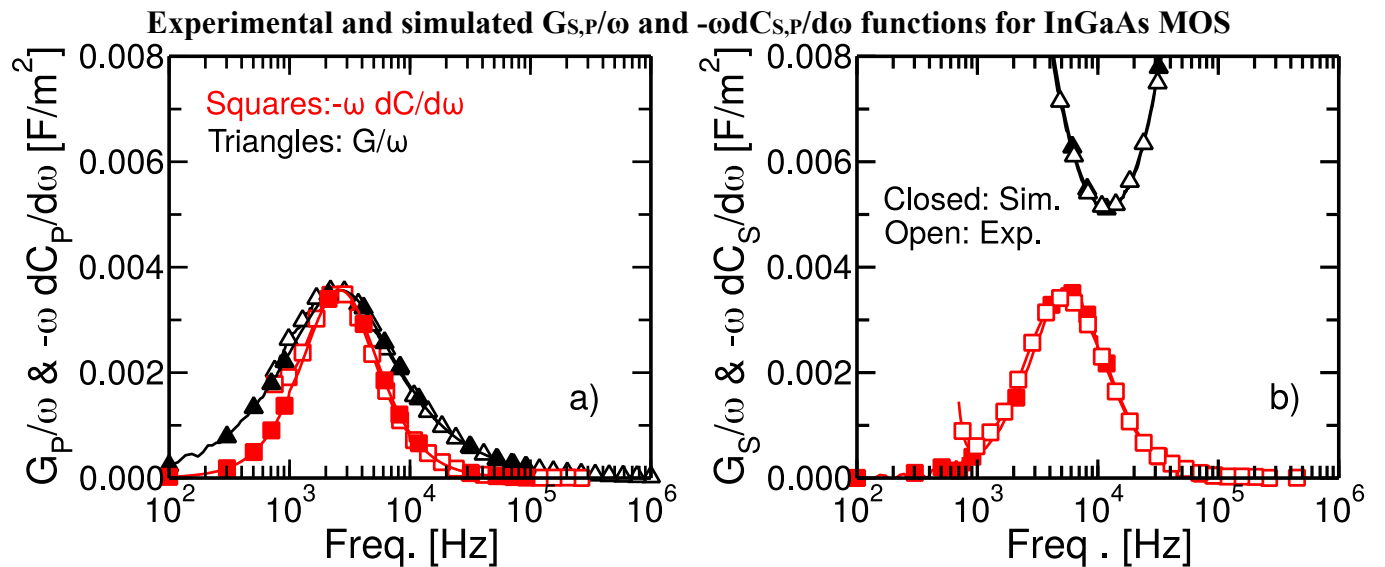 Experimental and simulated GS,P/ω and -ωdCS,P/dω functions for InGaAs MOS
GP/ω & -ω dCP/dω [F/m2]
0.008
0.006
0.004
0.002
0.000
Squares:-ω dC/dω
Triangles: G/ω
a)
102 103 104 105 106
Freq. [Hz]
GS/ω & -ω dCS/dω [F/m2]
0.008
0.006
0.004
0.002
0.000
Closed: Sim.
Open: Exp.
b)
102 103 104 105 106
Freq . [Hz]